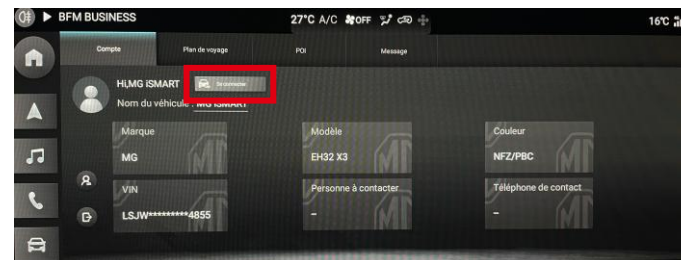 BFM BUSINESS 27°C A/C OFF 16°C
Compte Plan de voyage POI Message
Hi,MG iSMART Se connecter
Nom du véhicule : MG iSMART
Marque Modèle Couleur
MG EH32 X3 NFZ/PBC
VIN Personne à contacter Téléphone de contact
LSJW*********4855 – –